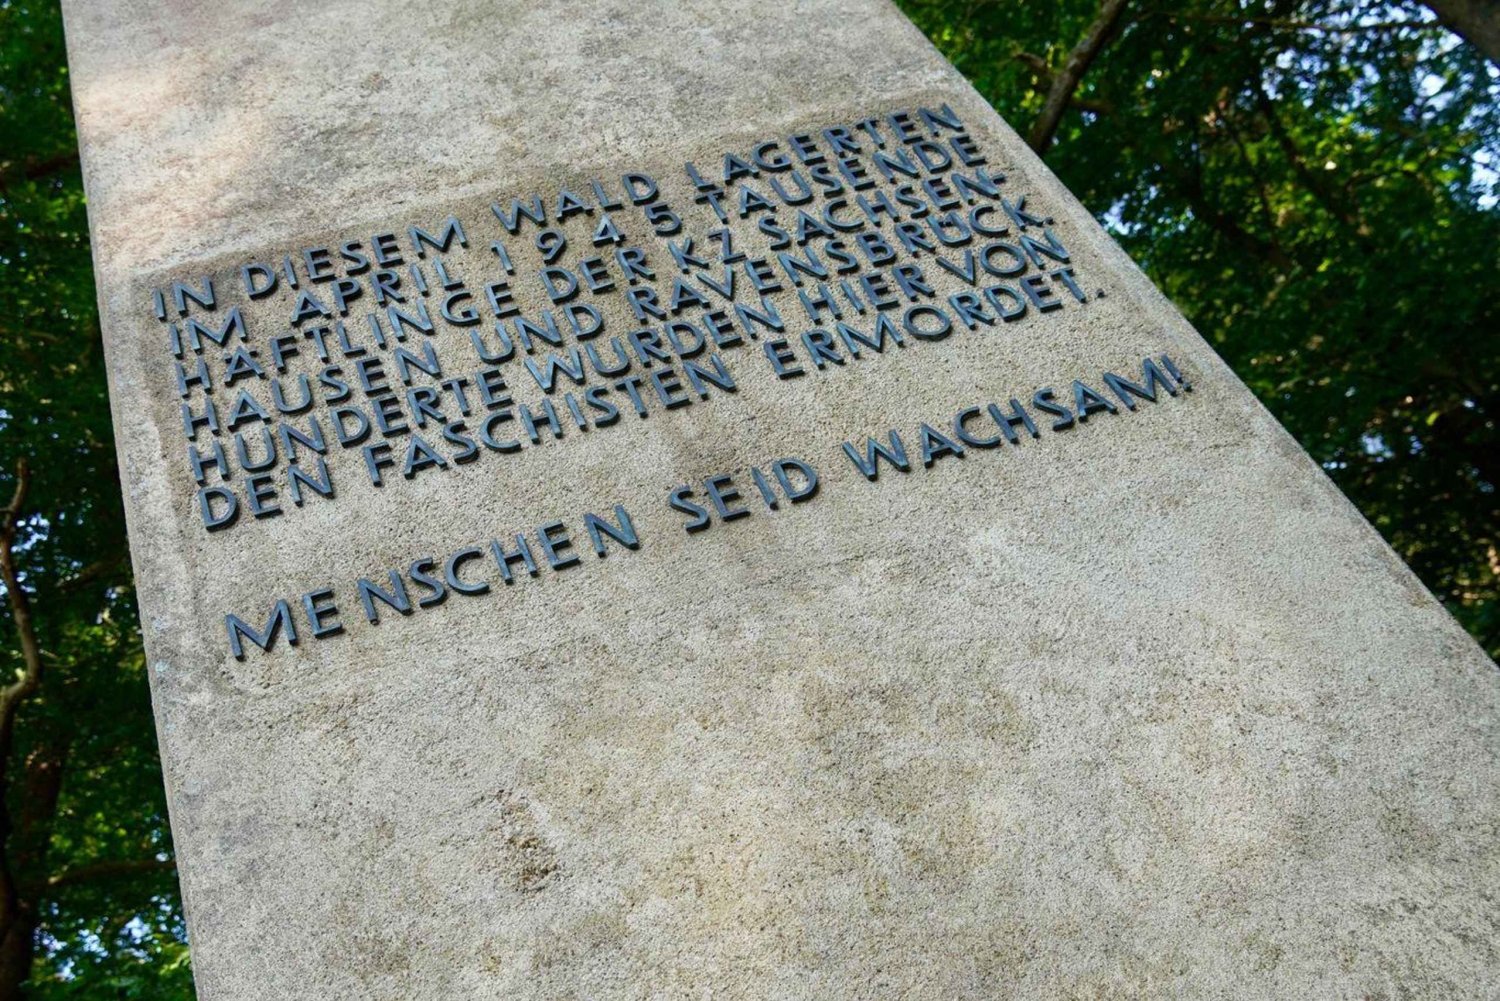 IN DIESEM WALD LAGERTEN
IM APRIL 1945 TAUSENDE
HÄFTLINGE DER KZ SACHSEN-
HAUSEN UND RAVENSBRÜCK.
HUNDERTE WURDEN HIER VON
DEN FASCHISTEN ERMORDET.
MENSCHEN SEID WACHSAM!